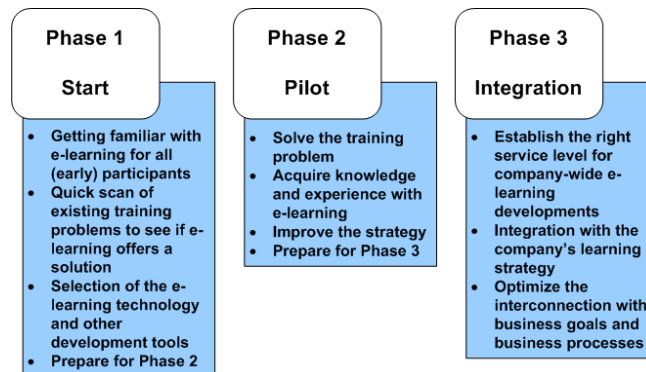 Phase 1
Start
• Getting familiar with
e-learning for all
(early) participants
• Quick scan of
existing training
problems to see if e-
learning offers a
solution
• Selection of the e-
learning technology
and other
development tools
• Prepare for Phase 2
Phase 2
Pilot
• Solve the training
problem
• Acquire knowledge
and experience with
e-learning
• Improve the strategy
• Prepare for Phase 3
Phase 3
Integration
• Establish the right
service level for
company-wide e-
learning
developments
• Integration with the
company's learning
strategy
• Optimize the
interconnection with
business goals and
business processes